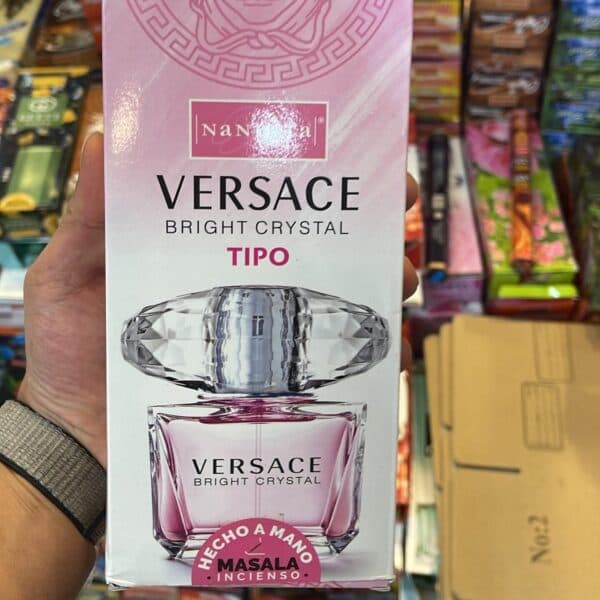 VERSACE
BRIGHT CRYSTAL
TIPO
VERSACE
BRIGHT CRYSTAL
HECHO A MANO
MASALA
• INCIENSO •
No:2